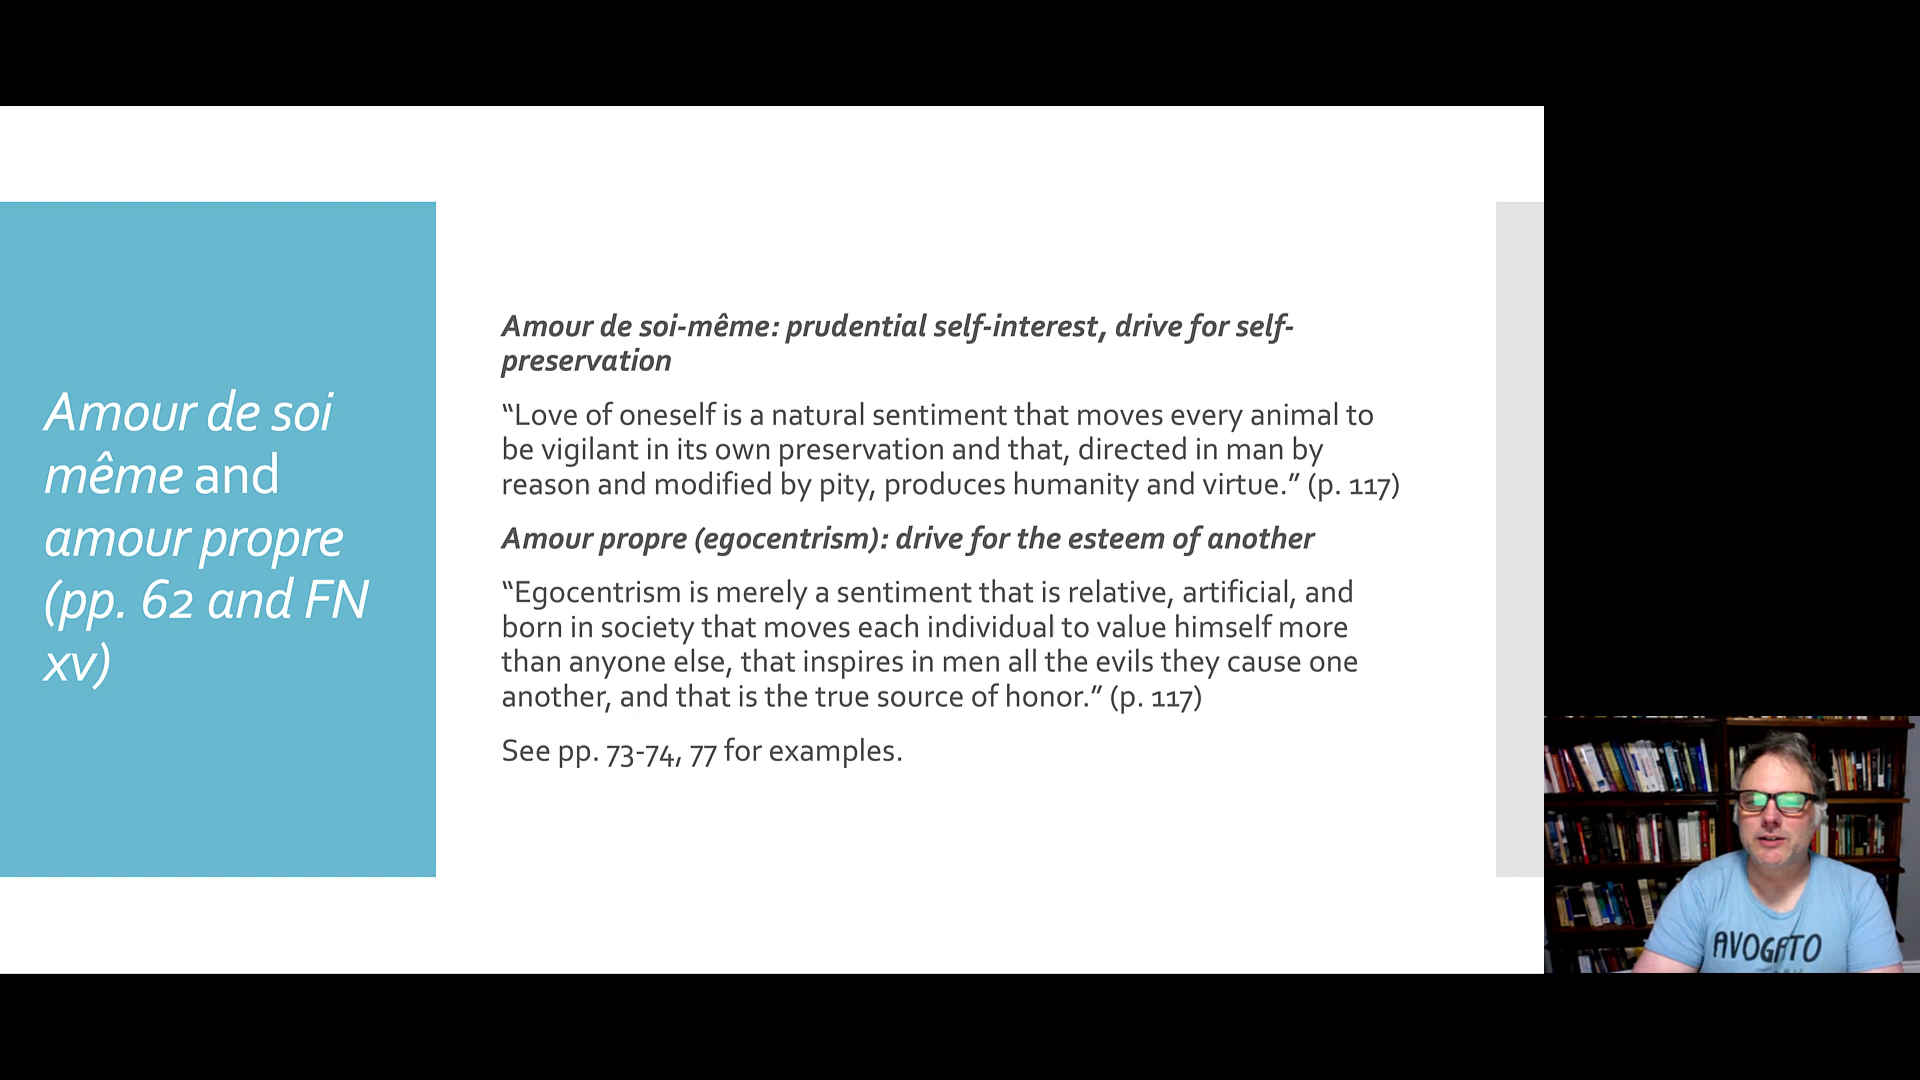 Amour de soi
même and
amour propre
(pp. 62 and FN
xv)
Amour de soi-même: prudential self-interest, drive for self-
preservation
“Love of oneself is a natural sentiment that moves every animal to
be vigilant in its own preservation and that, directed in man by
reason and modified by pity, produces humanity and virtue.” (p. 117)
Amour propre (egocentrism): drive for the esteem of another
“Egocentrism is merely a sentiment that is relative, artificial, and
born in society that moves each individual to value himself more
than anyone else, that inspires in men all the evils they cause one
another, and that is the true source of honor.” (p. 117)
See pp. 73-74, 77 for examples.
AVOGATO